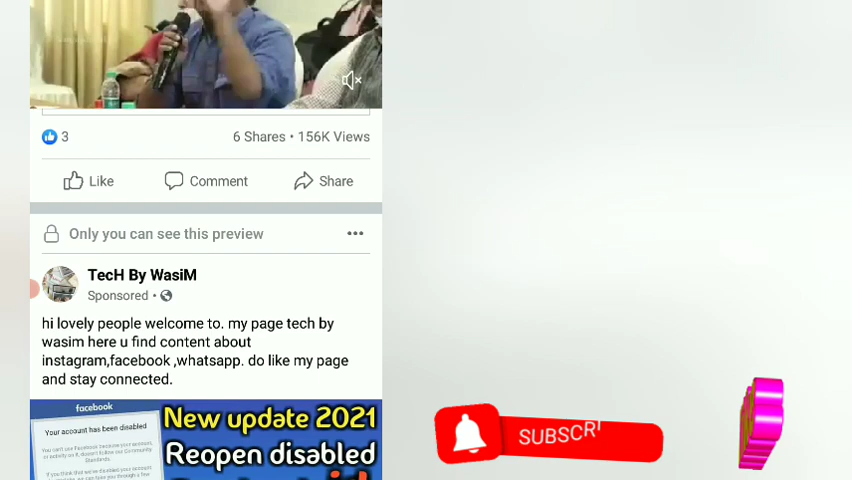 3
6 Shares • 156K Views
Like
Comment
Share
Only you can see this preview
TecH By WasiM
Sponsored •
hi lovely people welcome to. my page tech by
wasim here u find content about
instagram,facebook ,whatsapp. do like my page
and stay connected.
facebook
Your account has been disabled
New update 2021
Reopen disabled
SUBSCRI